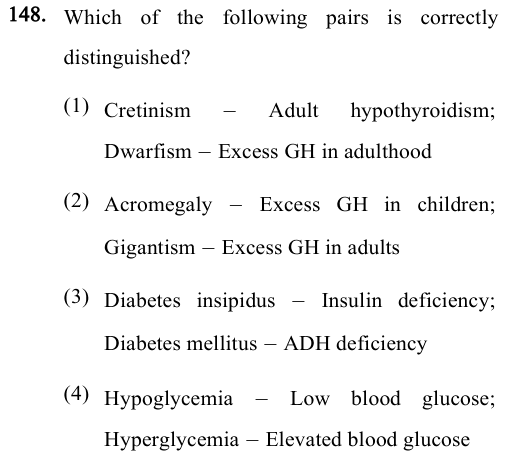 148. Which of the following pairs is correctly
distinguished?
(1) Cretinism – Adult hypothyroidism;
Dwarfism – Excess GH in adulthood
(2) Acromegaly – Excess GH in children;
Gigantism – Excess GH in adults
(3) Diabetes insipidus – Insulin deficiency;
Diabetes mellitus – ADH deficiency
(4) Hypoglycemia – Low blood glucose;
Hyperglycemia – Elevated blood glucose